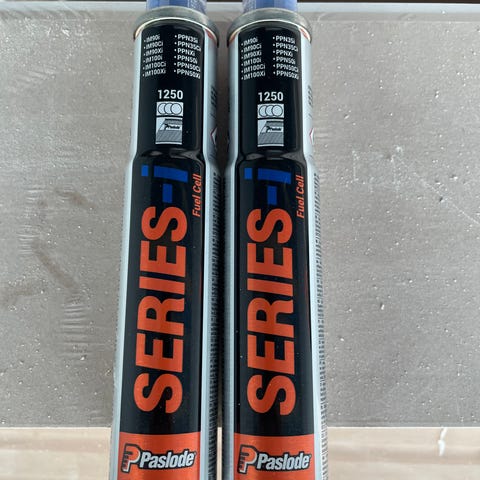 •IM90i •PPN35i
•IM90Ci •PPN35Ci
•IM90Xi •PPNXi
•IM100i •PPN50i
•IM100Ci •PPN50Ci
•IM100Xi •PPN50Xi
1250
SERIES-i
Fuel Cell
Paslode
•IM90i •PPN35i
•IM90Ci •PPN35Ci
•IM90Xi •PPNXi
•IM100i •PPN50i
•IM100Ci •PPN50Ci
•IM100Xi •PPN50Xi
1250
SERIES-i
Fuel Cell
Paslode